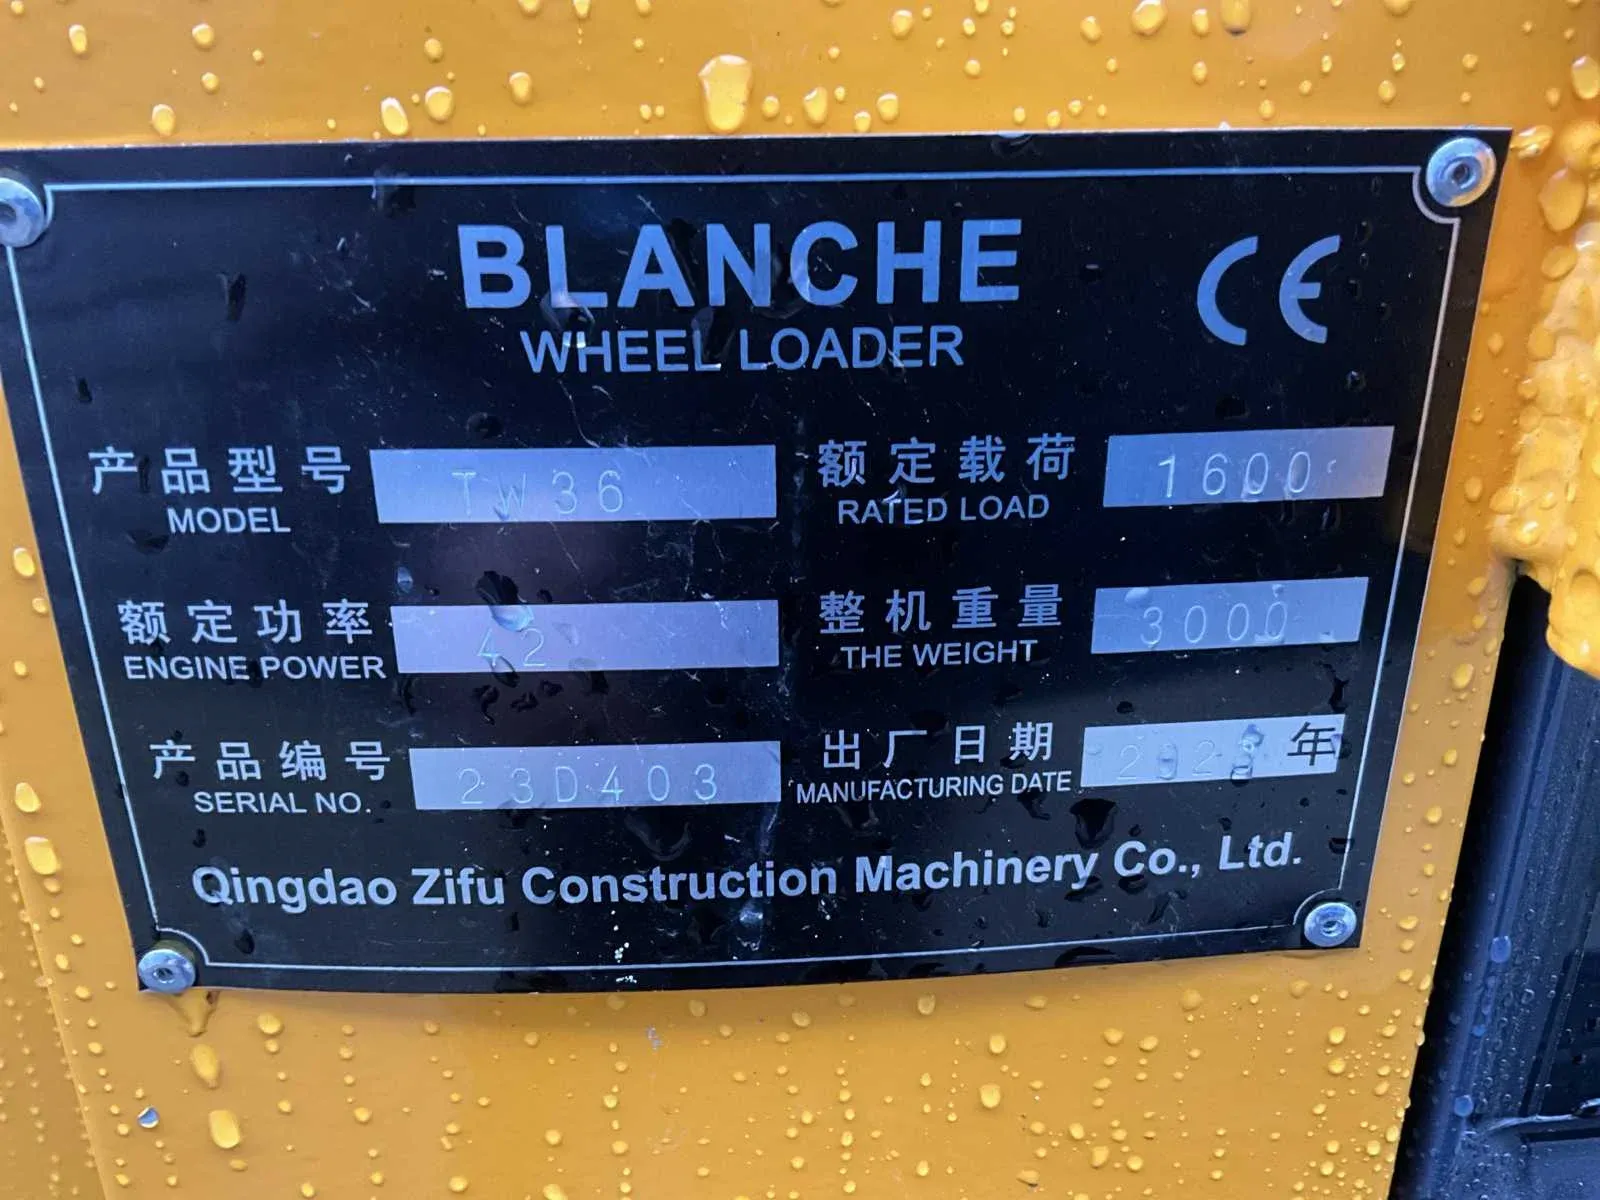 BLANCHE
CE
WHEEL LOADER
产品型号 TW36 额定载荷 1600
MODEL RATED LOAD
额定功率 42 整机重量 3000
ENGINE POWER THE WEIGHT
产品编号 23D403 出厂日期 2023 年
SERIAL NO. MANUFACTURING DATE
Qingdao Zifu Construction Machinery Co., Ltd.